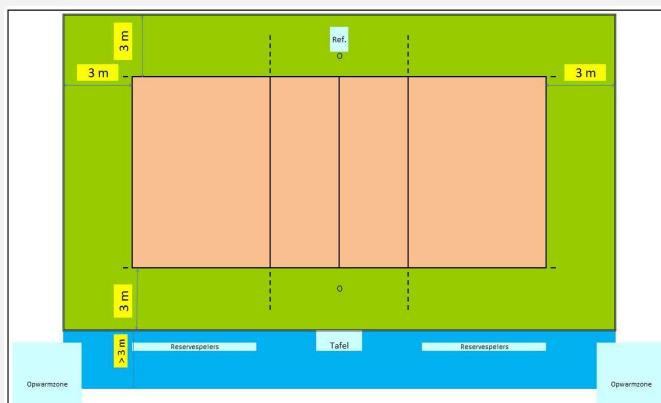 3 m
Ref.
O
3 m
3 m
3 m
O
> 3 m
Reservespelers
Tafel
Reservespelers
Opwarmzone
Opwarmzone